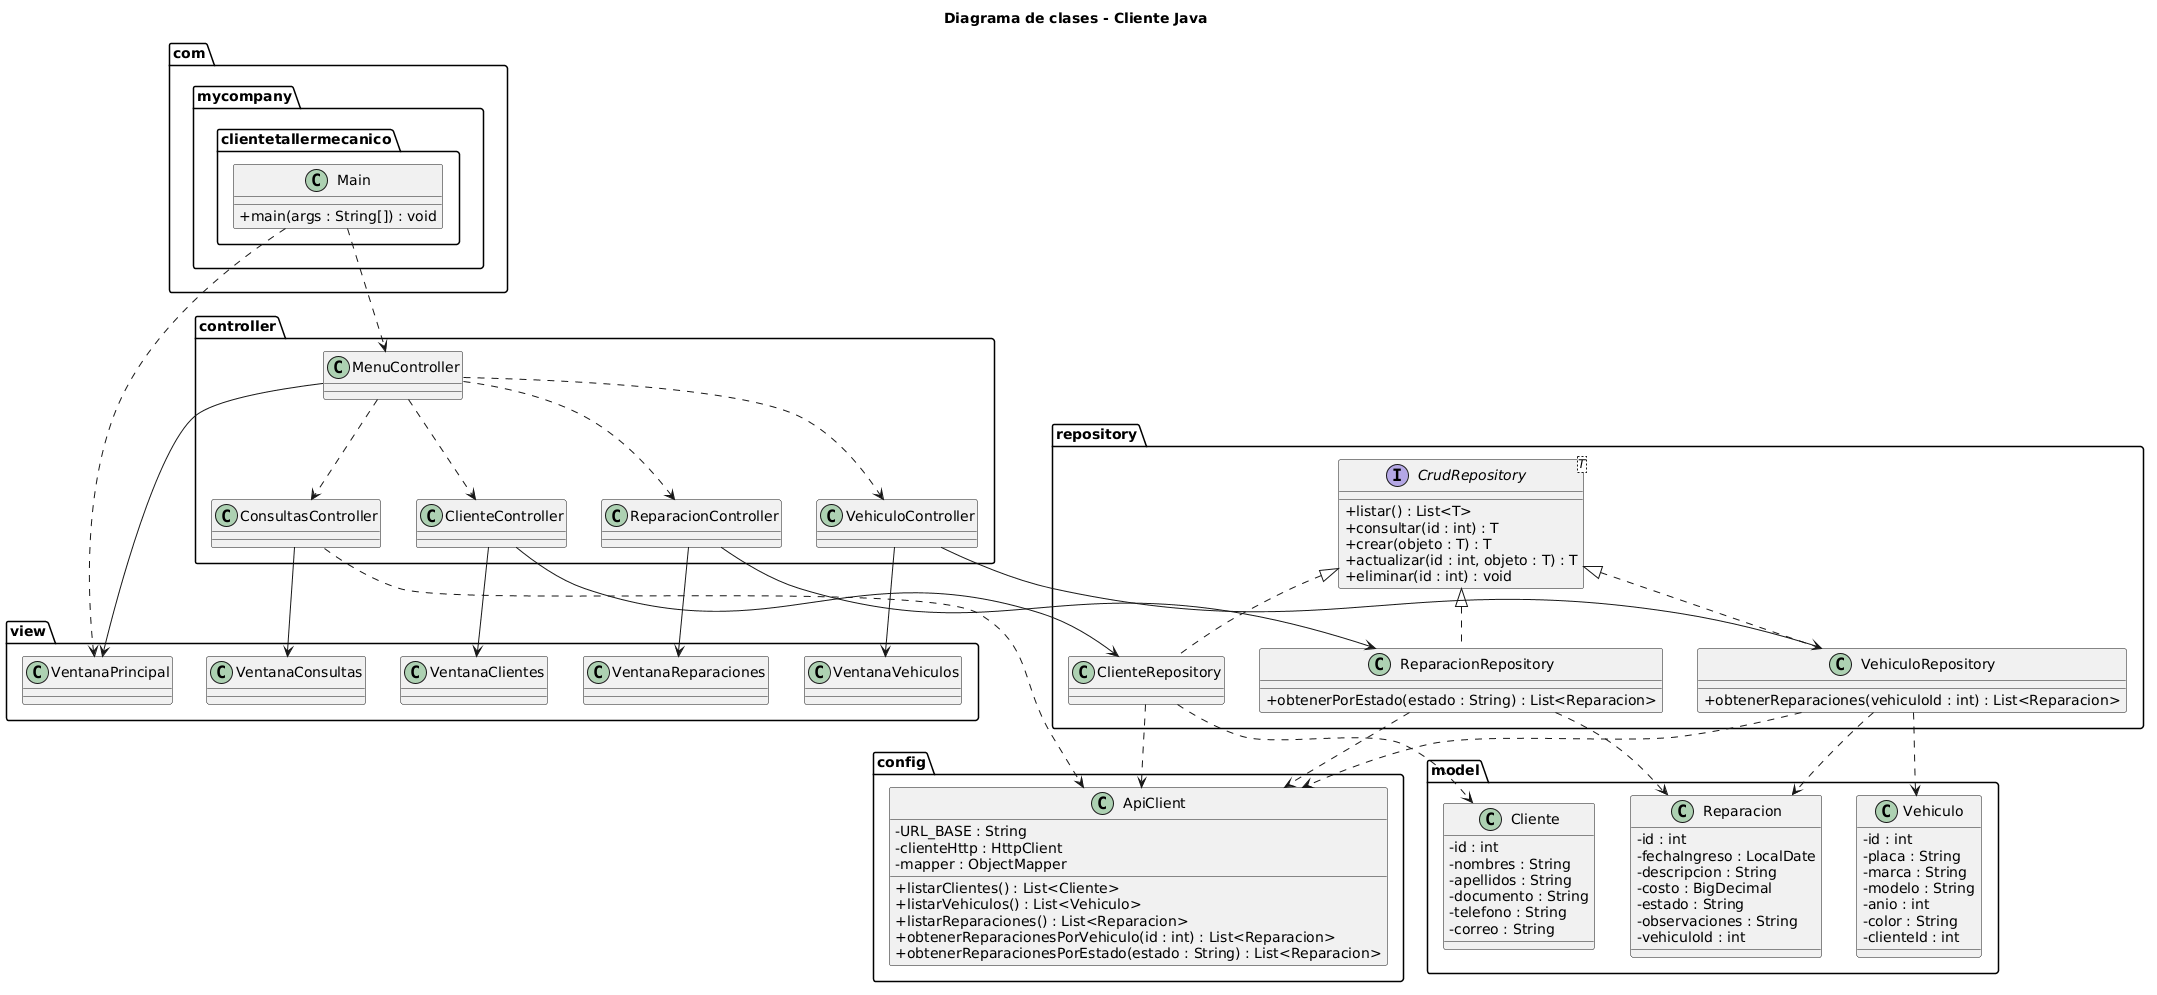 Diagrama de clases - Cliente Java
com
mycompany
clientetallermecanico
C Main
+main(args : String[]) : void
controller
C MenuController
C ConsultasController
C ClienteController
C ReparacionController
C VehiculoController
repository
I CrudRepository
T
+listar() : List<T>
+consultar(id : int) : T
+crear(objeto : T) : T
+actualizar(id : int, objeto : T) : T
+eliminar(id : int) : void
C ClienteRepository
C ReparacionRepository
+obtenerPorEstado(estado : String) : List<Reparacion>
C VehiculoRepository
+obtenerReparaciones(vehiculoId : int) : List<Reparacion>
view
C VentanaPrincipal
C VentanaConsultas
C VentanaClientes
C VentanaReparaciones
C VentanaVehiculos
config
C ApiClient
-URL_BASE : String
-clienteHttp : HttpClient
-mapper : ObjectMapper
+listarClientes() : List<Cliente>
+listarVehiculos() : List<Vehiculo>
+listarReparaciones() : List<Reparacion>
+obtenerReparacionesPorVehiculo(id : int) : List<Reparacion>
+obtenerReparacionesPorEstado(estado : String) : List<Reparacion>
model
C Cliente
-id : int
-nombres : String
-apellidos : String
-documento : String
-telefono : String
-correo : String
C Reparacion
-id : int
-fechaIngreso : LocalDate
-descripcion : String
-costo : BigDecimal
-estado : String
-observaciones : String
-vehiculoId : int
C Vehiculo
-id : int
-placa : String
-marca : String
-modelo : String
-anio : int
-color : String
-clienteId : int